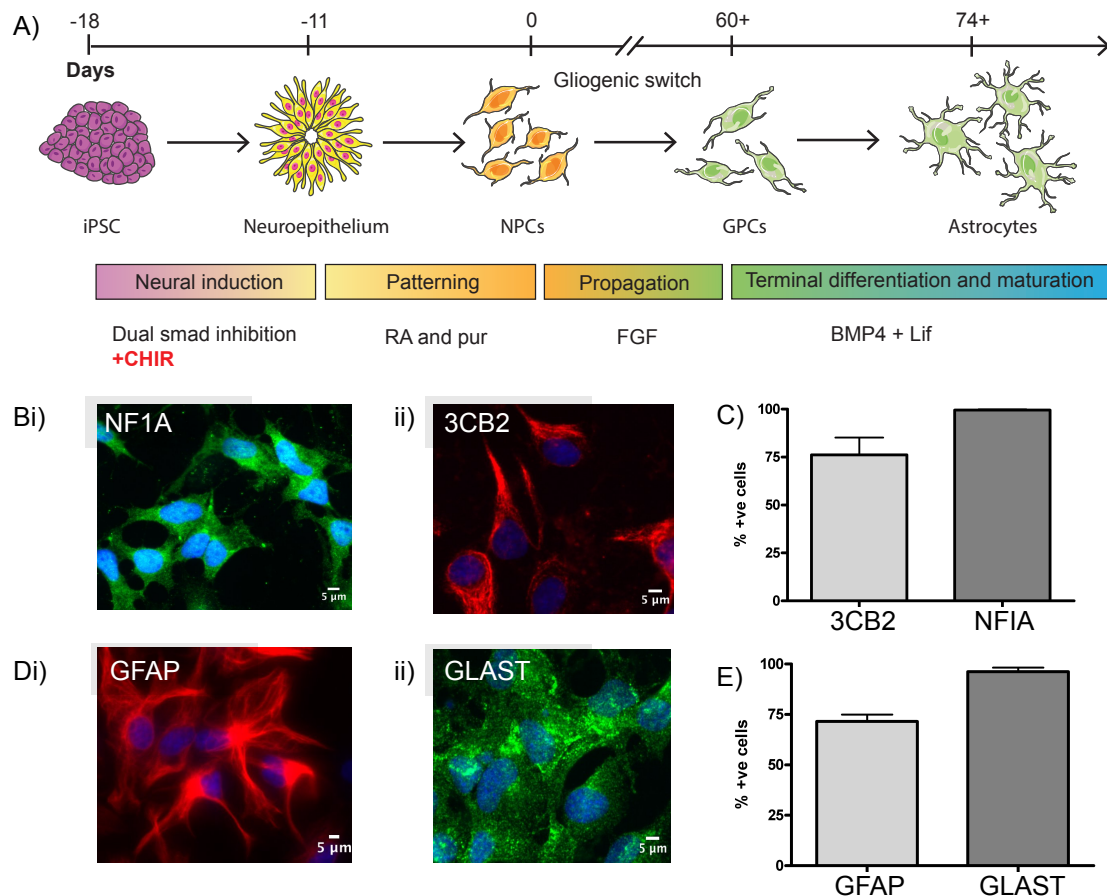 A)
-18
-11
0
60+
74+
Days
Gliogenic switch
iPSC
Neuroepithelium
NPCs
GPCs
Astrocytes
Neural induction
Patterning
Propagation
Terminal differentiation and maturation
Dual smad inhibition
+CHIR
RA and pur
FGF
BMP4 + Lif
Bi)
NF1A
5 µm
ii)
3CB2
5 µm
C)
% +ve cells
100
75
50
25
0
3CB2
NFIA
Di)
GFAP
5 µm
ii)
GLAST
5 µm
E)
% +ve cells
100
75
50
25
0
GFAP
GLAST